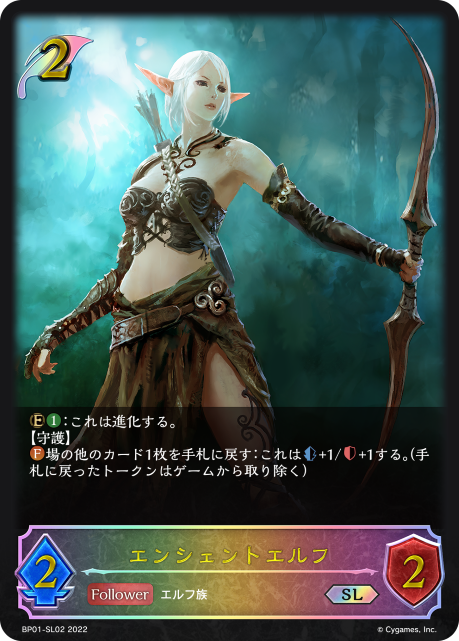 2
E 1：これは進化する。
【守護】
F 場の他のカード1枚を手札に戻す：これは+1/+1する。(手
札に戻ったトークンはゲームから取り除く)
エンシェントエルフ
2
Follower エルフ族
SL
2
BP01-SL02 2022
© Cygames, Inc.